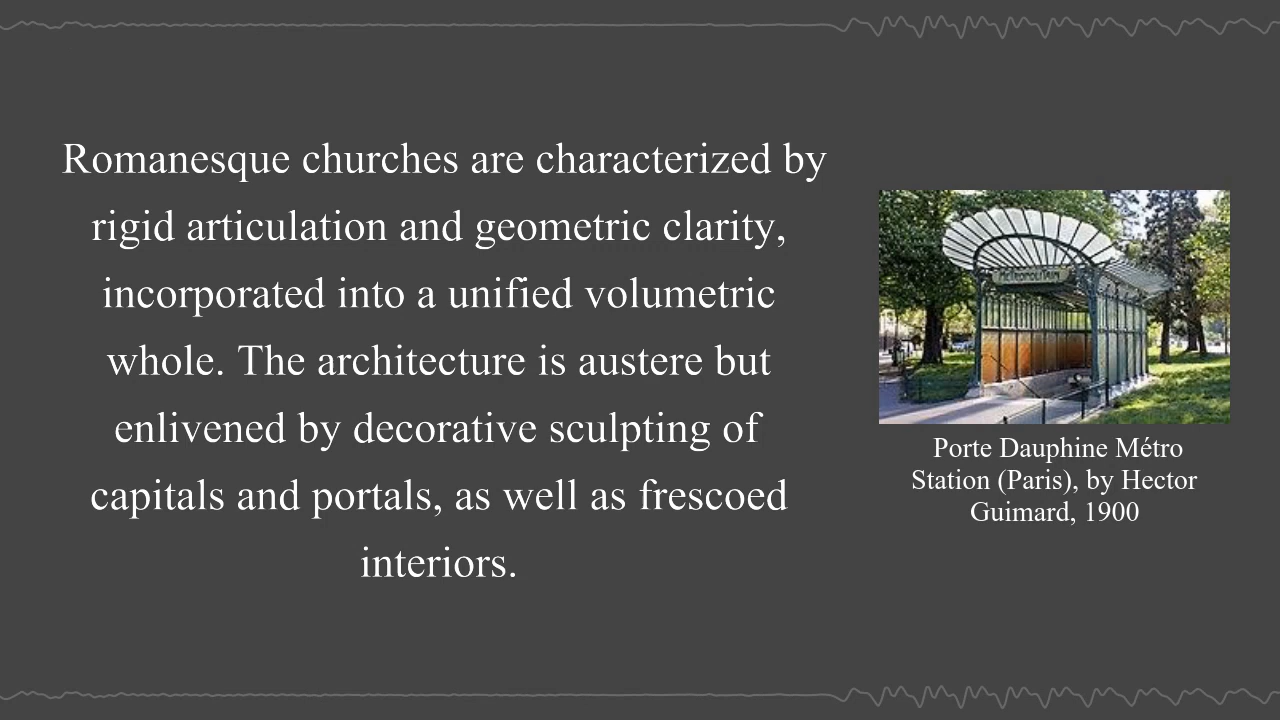 Romanesque churches are characterized by
rigid articulation and geometric clarity,
incorporated into a unified volumetric
whole. The architecture is austere but
enlivened by decorative sculpting of
capitals and portals, as well as frescoed
interiors.
METROPOLITAIN
Porte Dauphine Métro
Station (Paris), by Hector
Guimard, 1900